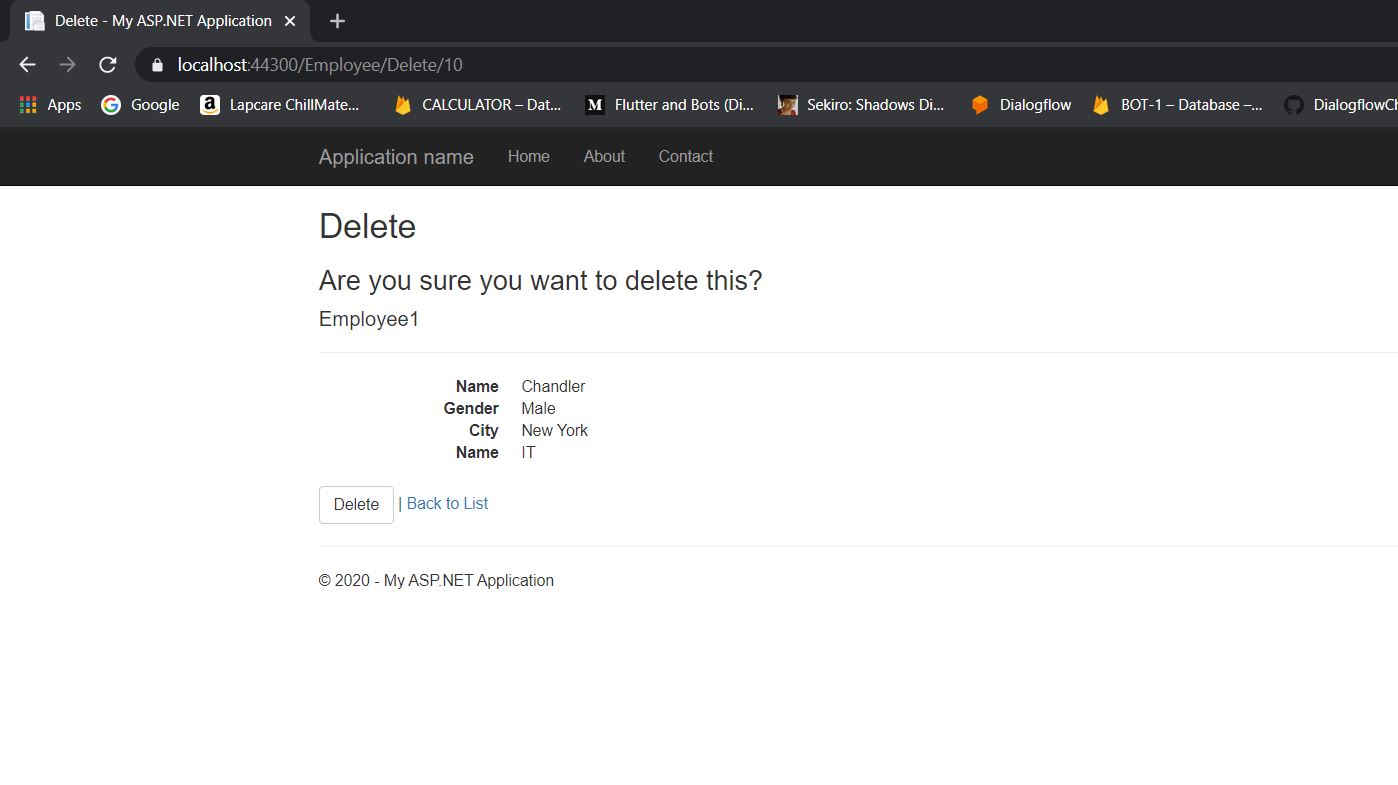 Delete - My ASP.NET Application
localhost:44300/Employee/Delete/10
Apps Google Lapcare ChillMate... CALCULATOR – Dat... Flutter and Bots (Di... Sekiro: Shadows Di... Dialogflow BOT-1 – Database –... DialogflowCh
Application name Home About Contact
Delete
Are you sure you want to delete this?
Employee1
Name Chandler
Gender Male
City New York
Name IT
Delete | Back to List
© 2020 - My ASP.NET Application